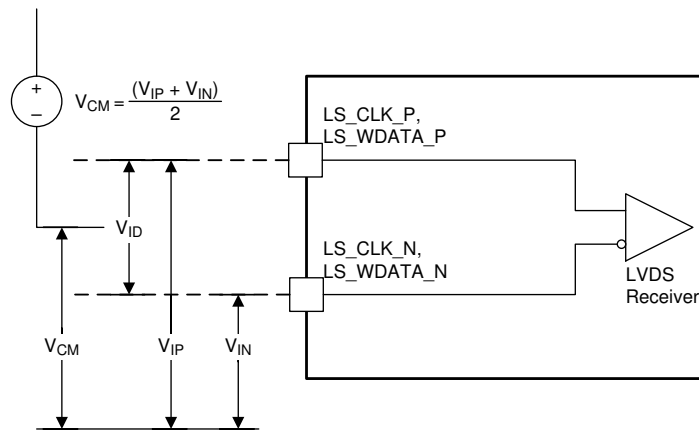 V_CM = (V_IP + V_IN) / 2
LS_CLK_P,
LS_WDATA_P
V_ID
LS_CLK_N,
LS_WDATA_N
LVDS
Receiver
V_CM
V_IP
V_IN
+
−